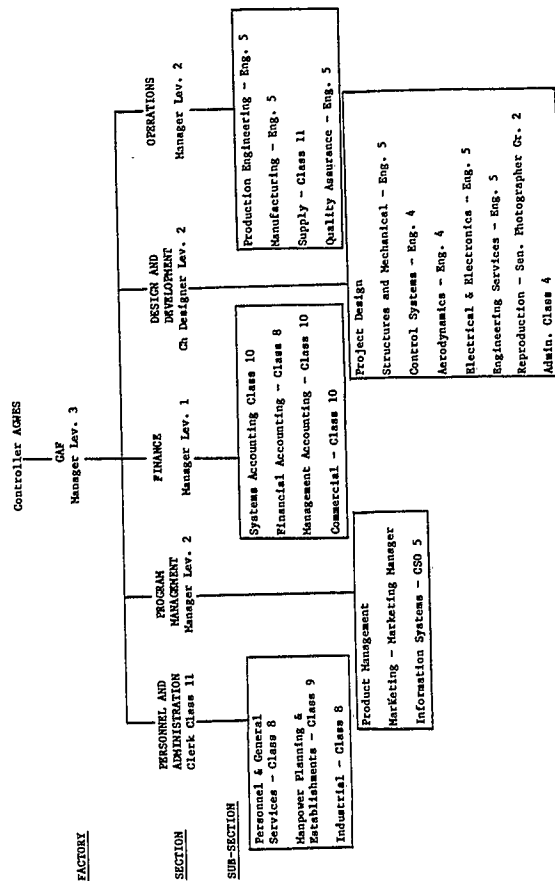 Controller AGWES
FACTORY
GAF
Manager Lev. 3
SECTION
PERSONNEL AND
ADMINISTRATION
Clerk Class 11
PROGRAM
MANAGEMENT
Manager Lev. 2
FINANCE
Manager Lev. 1
DESIGN AND
DEVELOPMENT
Ch Designer Lev. 2
OPERATIONS
Manager Lev. 2
SUB-SECTION
Personnel & General
Services - Class 8
Manpower Planning &
Establishments - Class 9
Industrial - Class 8
Product Management
Marketing - Marketing Manager
Information Systems - CSO 5
Systems Accounting Class 10
Financial Accounting - Class 8
Management Accounting - Class 10
Commercial - Class 10
Project Design
Structures and Mechanical - Eng. 5
Control Systems - Eng. 4
Aerodynamics - Eng. 4
Electrical & Electronics - Eng. 5
Engineering Services - Eng. 5
Reproduction - Sen. Photographer Gr. 2
Admin. Class 4
Production Engineering - Eng. 5
Manufacturing - Eng. 5
Supply - Class 11
Quality Assurance - Eng. 5